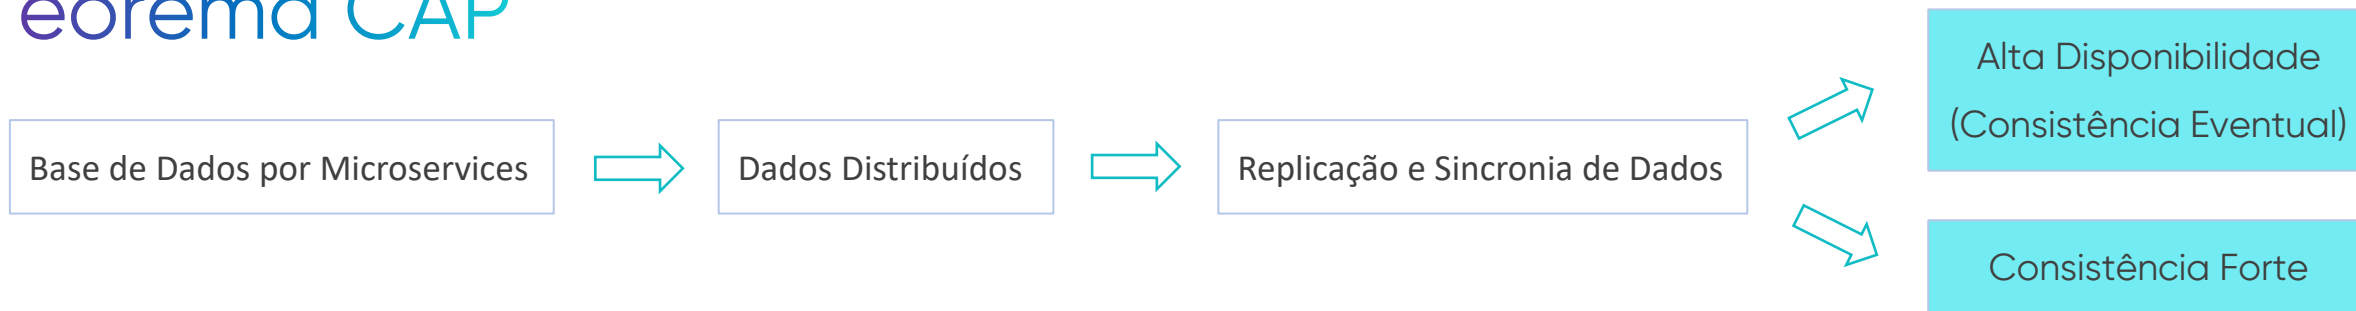 eorema CAP
Base de Dados por Microservices
Dados Distribuídos
Replicação e Sincronia de Dados
Alta Disponibilidade
(Consistência Eventual)
Consistência Forte